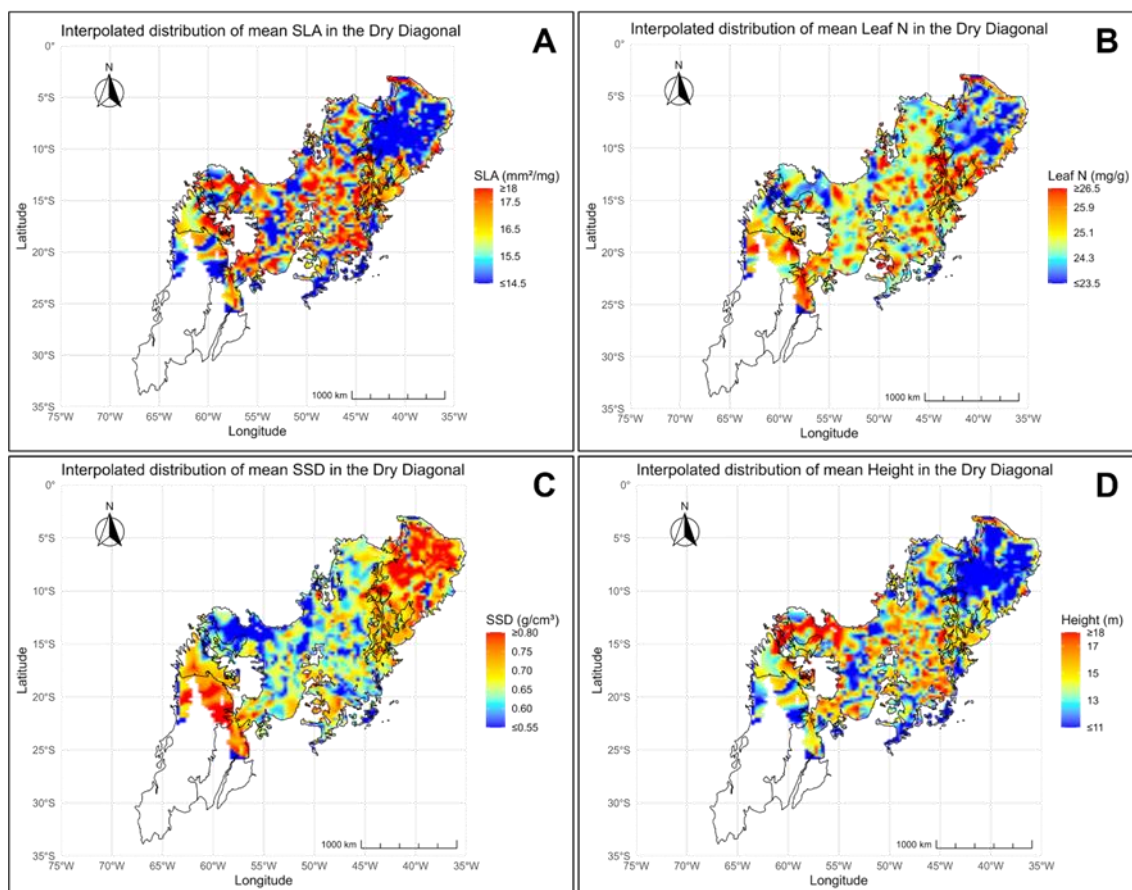 Interpolated distribution of mean SLA in the Dry Diagonal
A
0°
5°S
10°S
15°S
20°S
25°S
30°S
35°S
Latitude
N
SLA (mm²/mg)
≥18
17.5
16.5
15.5
≤14.5
1000 km
75°W 70°W 65°W 60°W 55°W 50°W 45°W 40°W 35°W
Longitude
Interpolated distribution of mean Leaf N in the Dry Diagonal
B
0°
5°S
10°S
15°S
20°S
25°S
30°S
35°S
Latitude
N
Leaf N (mg/g)
≥26.5
25.9
25.1
24.3
≤23.5
1000 km
75°W 70°W 65°W 60°W 55°W 50°W 45°W 40°W 35°W
Longitude
Interpolated distribution of mean SSD in the Dry Diagonal
C
0°
5°S
10°S
15°S
20°S
25°S
30°S
35°S
Latitude
N
SSD (g/cm³)
≥0.80
0.70
0.65
0.60
≤0.55
1000 km
75°W 70°W 65°W 60°W 55°W 50°W 45°W 40°W 35°W
Longitude
Interpolated distribution of mean Height in the Dry Diagonal
D
0°
5°S
10°S
15°S
20°S
25°S
30°S
35°S
Latitude
N
Height (m)
≥18
17
15
13
≤11
1000 km
75°W 70°W 65°W 60°W 55°W 50°W 45°W 40°W 35°W
Longitude